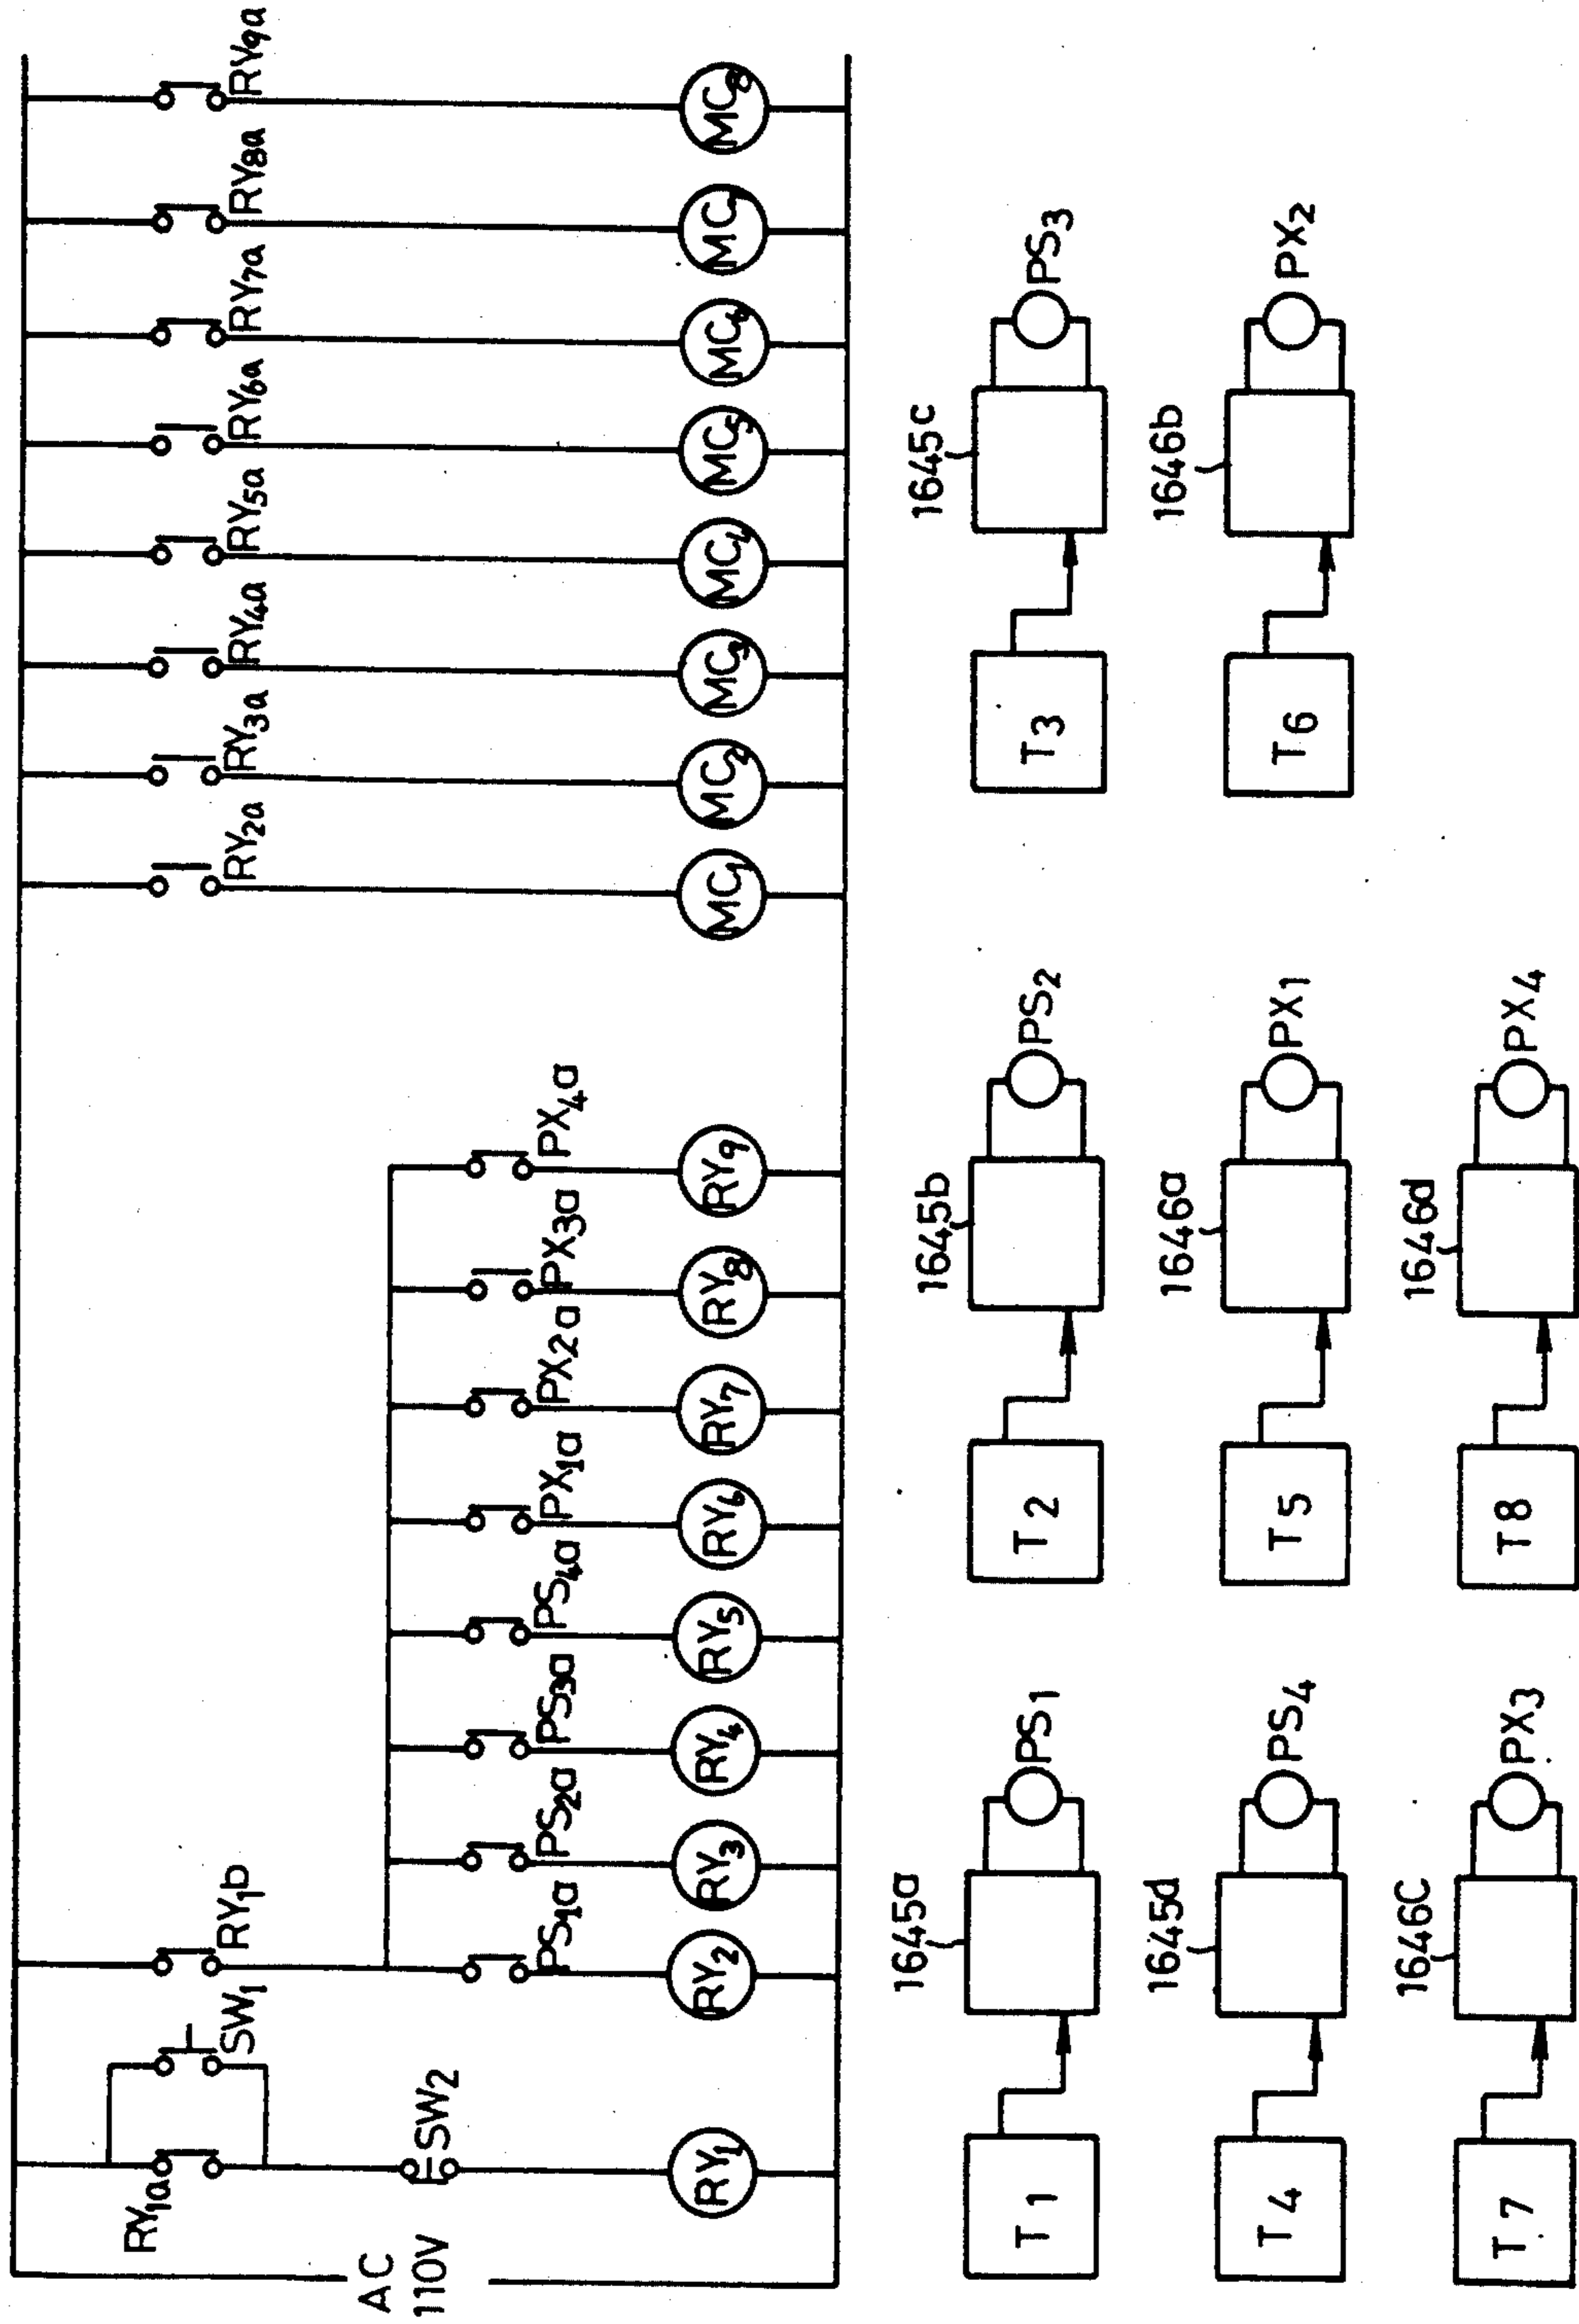 AC
110V
RY1a
SW1
SW2
RY1
RY1b
PS1a
PS2a
PS3a
PS4a
PX1a
PX2a
PX3a
PX4a
RY2
RY3
RY4
RY5
RY6
RY7
RY8
RY9
RY2a
RY3a
RY4a
RY5a
RY6a
RY7a
RY8a
RY9a
MC1
MC2
MC3
MC4
MC5
MC6
MC7
MC8
T1
1645a
PS1
T2
1645b
PS2
T3
1645c
PS3
T4
1645d
PS4
T5
1646a
PX1
T6
1646b
PX2
T7
1646C
PX3
T8
1646d
PX4